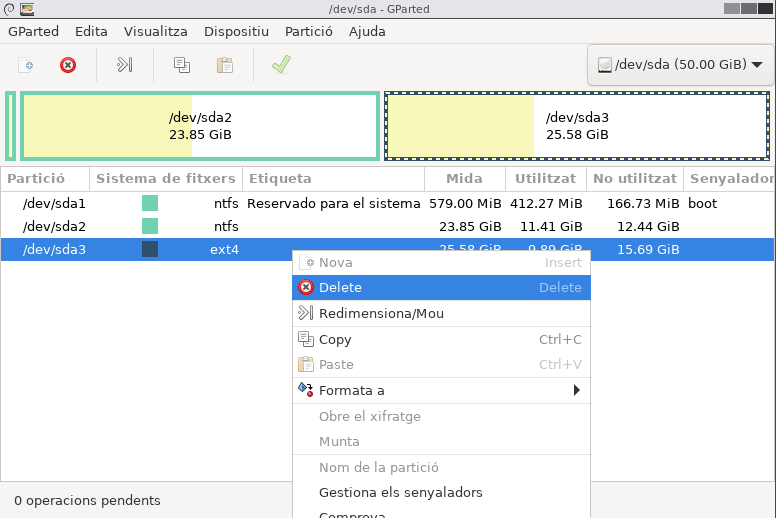 /dev/sda - GParted
GParted Edita Visualitza Dispositiu Partició Ajuda
/dev/sda (50.00 GiB)
/dev/sda2
23.85 GiB
/dev/sda3
25.58 GiB
Partició Sistema de fitxers Etiqueta Mida Utilitzat No utilitzat Senyalador
/dev/sda1 ntfs Reservado para el sistema 579.00 MiB 412.27 MiB 166.73 MiB boot
/dev/sda2 ntfs 23.85 GiB 11.41 GiB 12.44 GiB
/dev/sda3 ext4 25.58 GiB 9.89 GiB 15.69 GiB
Nova Insert
Delete Delete
Redimensiona/Mou
Copy Ctrl+C
Paste Ctrl+V
Formata a
Obre el xifratge
Munta
Nom de la partició
Gestiona els senyaladors
Comprova
0 operacions pendents